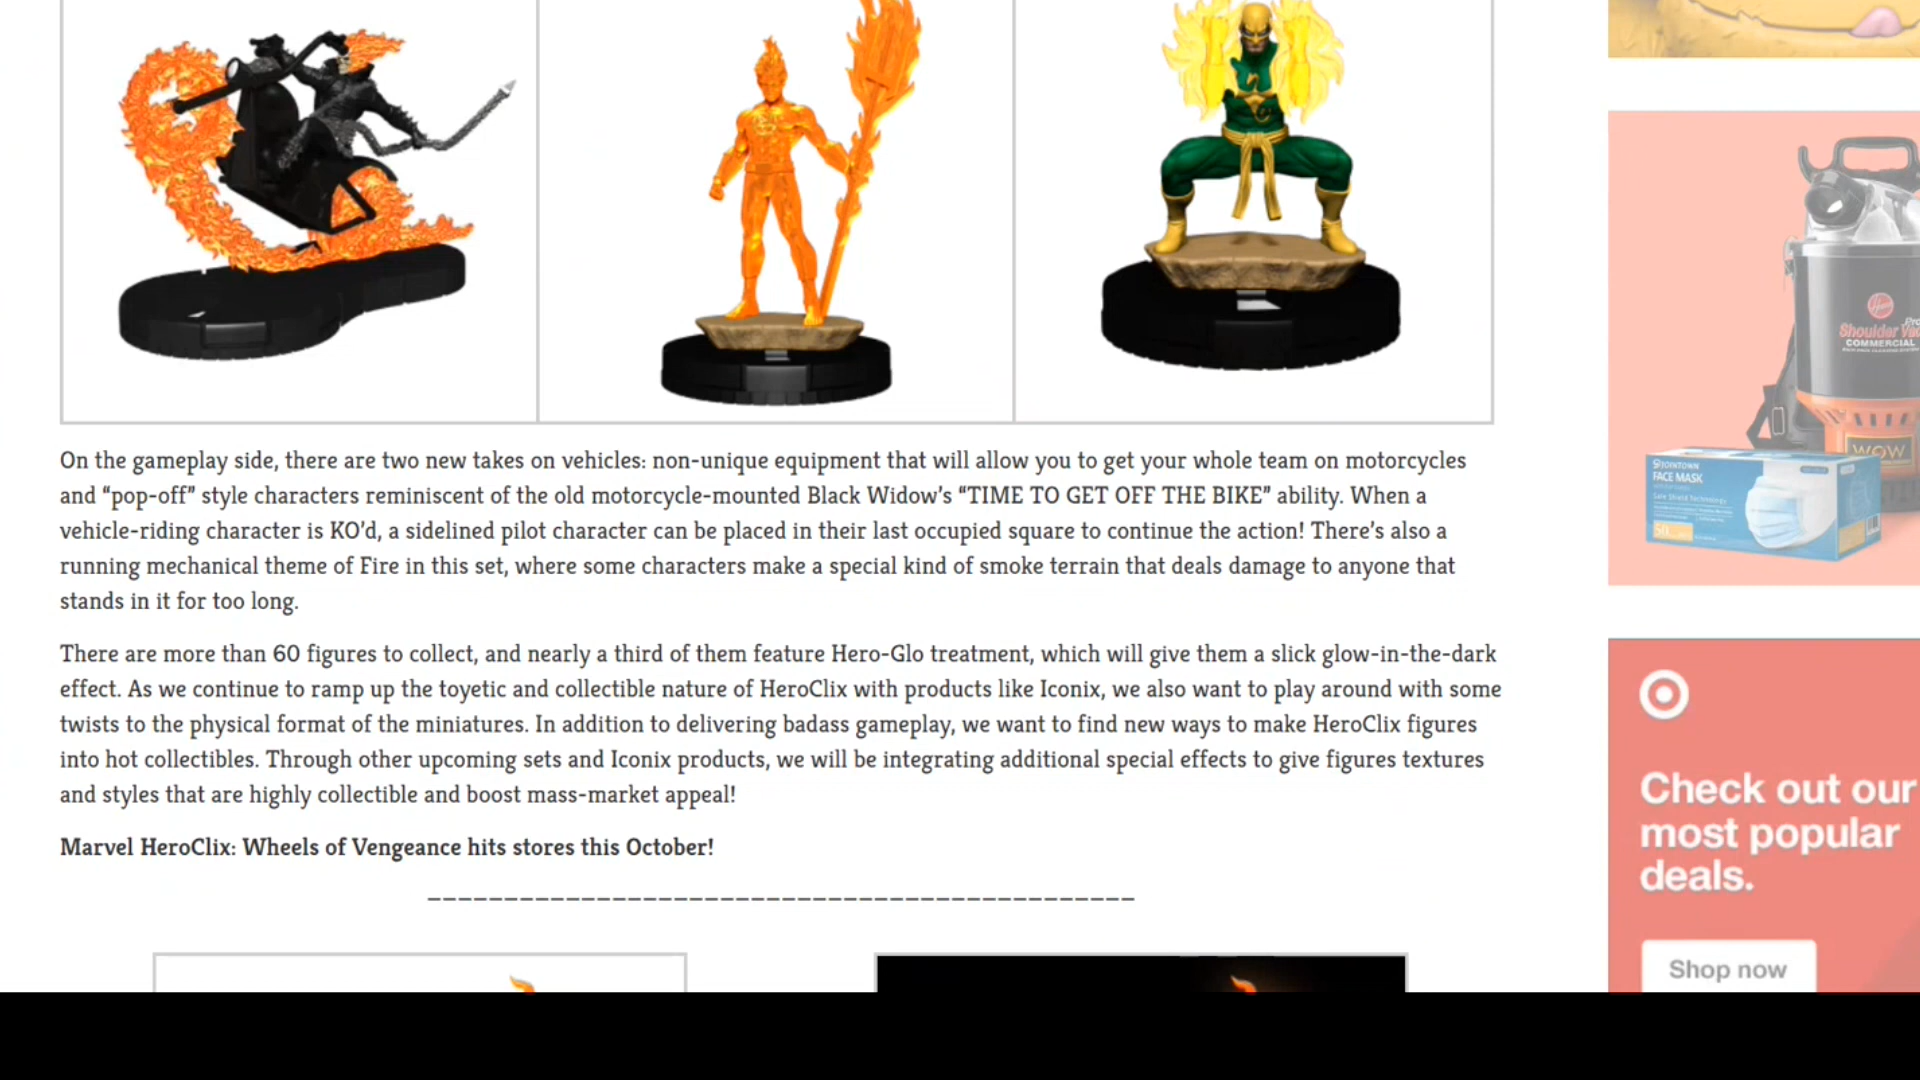 On the gameplay side, there are two new takes on vehicles: non-unique equipment that will allow you to get your whole team on motorcycles
and “pop-off” style characters reminiscent of the old motorcycle-mounted Black Widow’s “TIME TO GET OFF THE BIKE” ability. When a
vehicle-riding character is KO’d, a sidelined pilot character can be placed in their last occupied square to continue the action! There’s also a
running mechanical theme of Fire in this set, where some characters make a special kind of smoke terrain that deals damage to anyone that
stands in it for too long.
There are more than 60 figures to collect, and nearly a third of them feature Hero-Glo treatment, which will give them a slick glow-in-the-dark
effect. As we continue to ramp up the toyetic and collectible nature of HeroClix with products like Iconix, we also want to play around with some
twists to the physical format of the miniatures. In addition to delivering badass gameplay, we want to find new ways to make HeroClix figures
into hot collectibles. Through other upcoming sets and Iconix products, we will be integrating additional special effects to give figures textures
and styles that are highly collectible and boost mass-market appeal!
Marvel HeroClix: Wheels of Vengeance hits stores this October!
Shoulder Vac
COMMERCIAL
WOW
FACE MASK
50
Check out our
most popular
deals.
Shop now